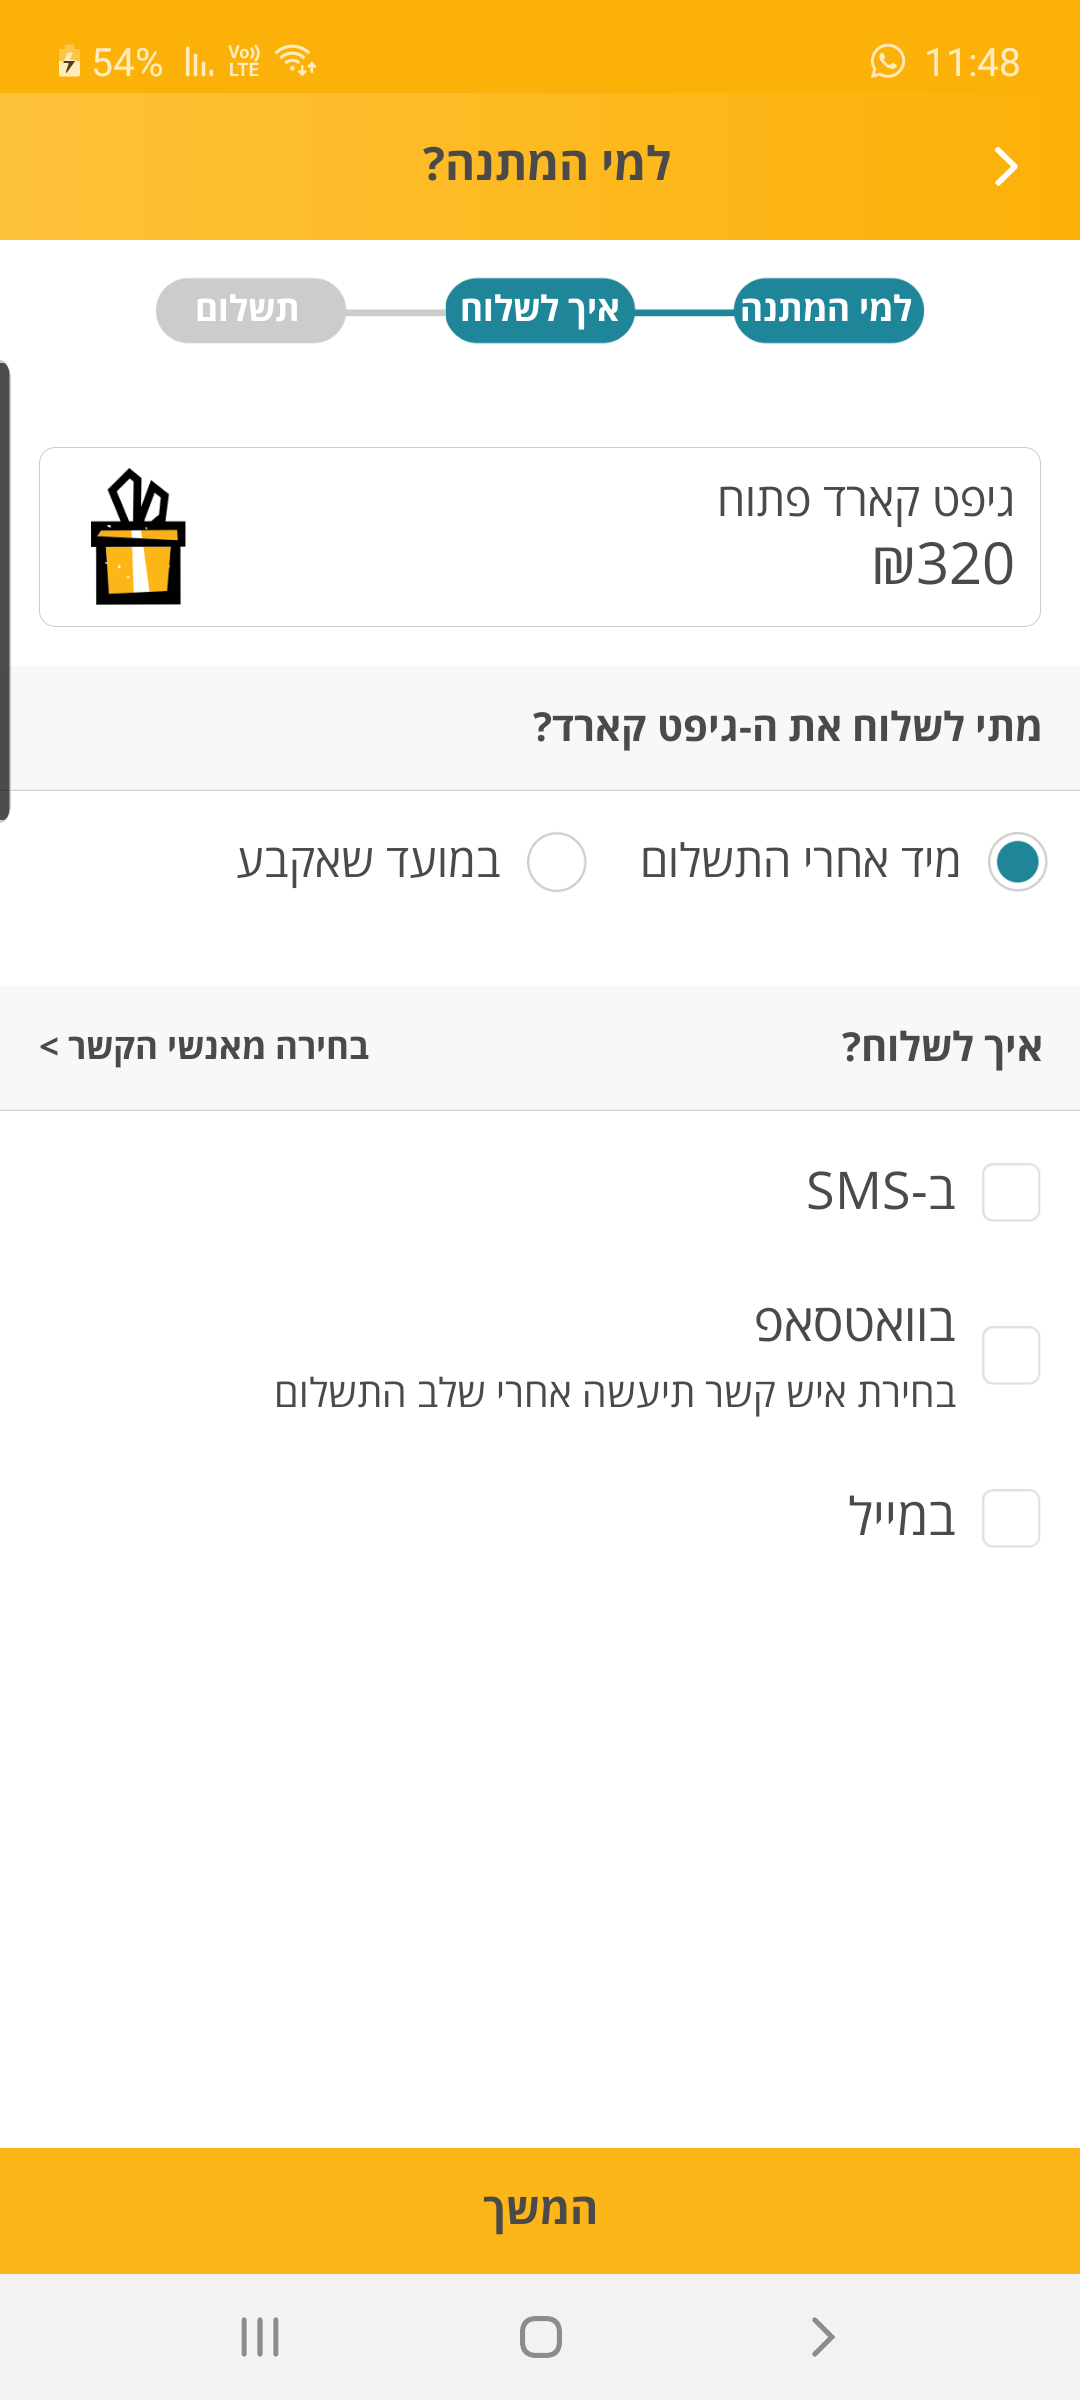 54% Vo)) LTE 11:48
למי המתנה?
למי המתנה איך לשלוח תשלום
גיפט קארד פתוח
₪320
מתי לשלוח את ה-גיפט קארד?
מיד אחרי התשלום במועד שאקבע
איך לשלוח? בחירה מאנשי הקשר >
ב-SMS
בוואטסאפ
בחירת איש קשר תיעשה אחרי שלב התשלום
במייל
המשך